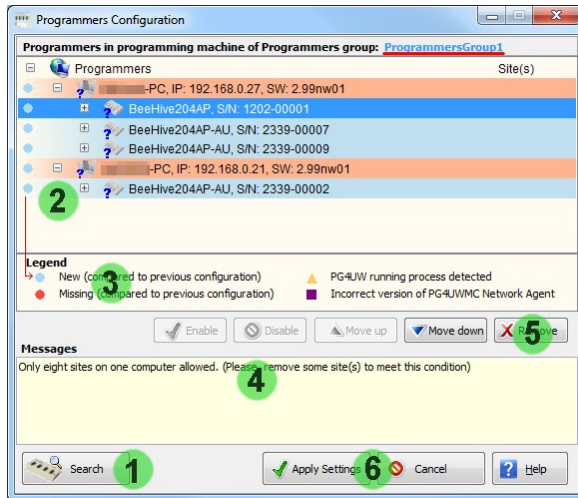 Programmers Configuration
Programmers in programming machine of Programmers group: ProgrammersGroup1
Programmers Site(s)
-PC, IP: 192.168.0.27, SW: 2.99nw01
BeeHive204AP, S/N: 1202-00001
BeeHive204AP-AU, S/N: 2339-00007
BeeHive204AP-AU, S/N: 2339-00009
-PC, IP: 192.168.0.21, SW: 2.99nw01
2 BeeHive204AP-AU, S/N: 2339-00002
Legend
New (compared to previous configuration) PG4UW running process detected
3
Missing (compared to previous configuration) Incorrect version of PG4UWMC Network Agent
Enable Disable Move up Move down Remove
5
Messages
Only eight sites on one computer allowed. (Please, remove some site(s) to meet this condition)
4
Search 1 Apply Settings 6 Cancel Help